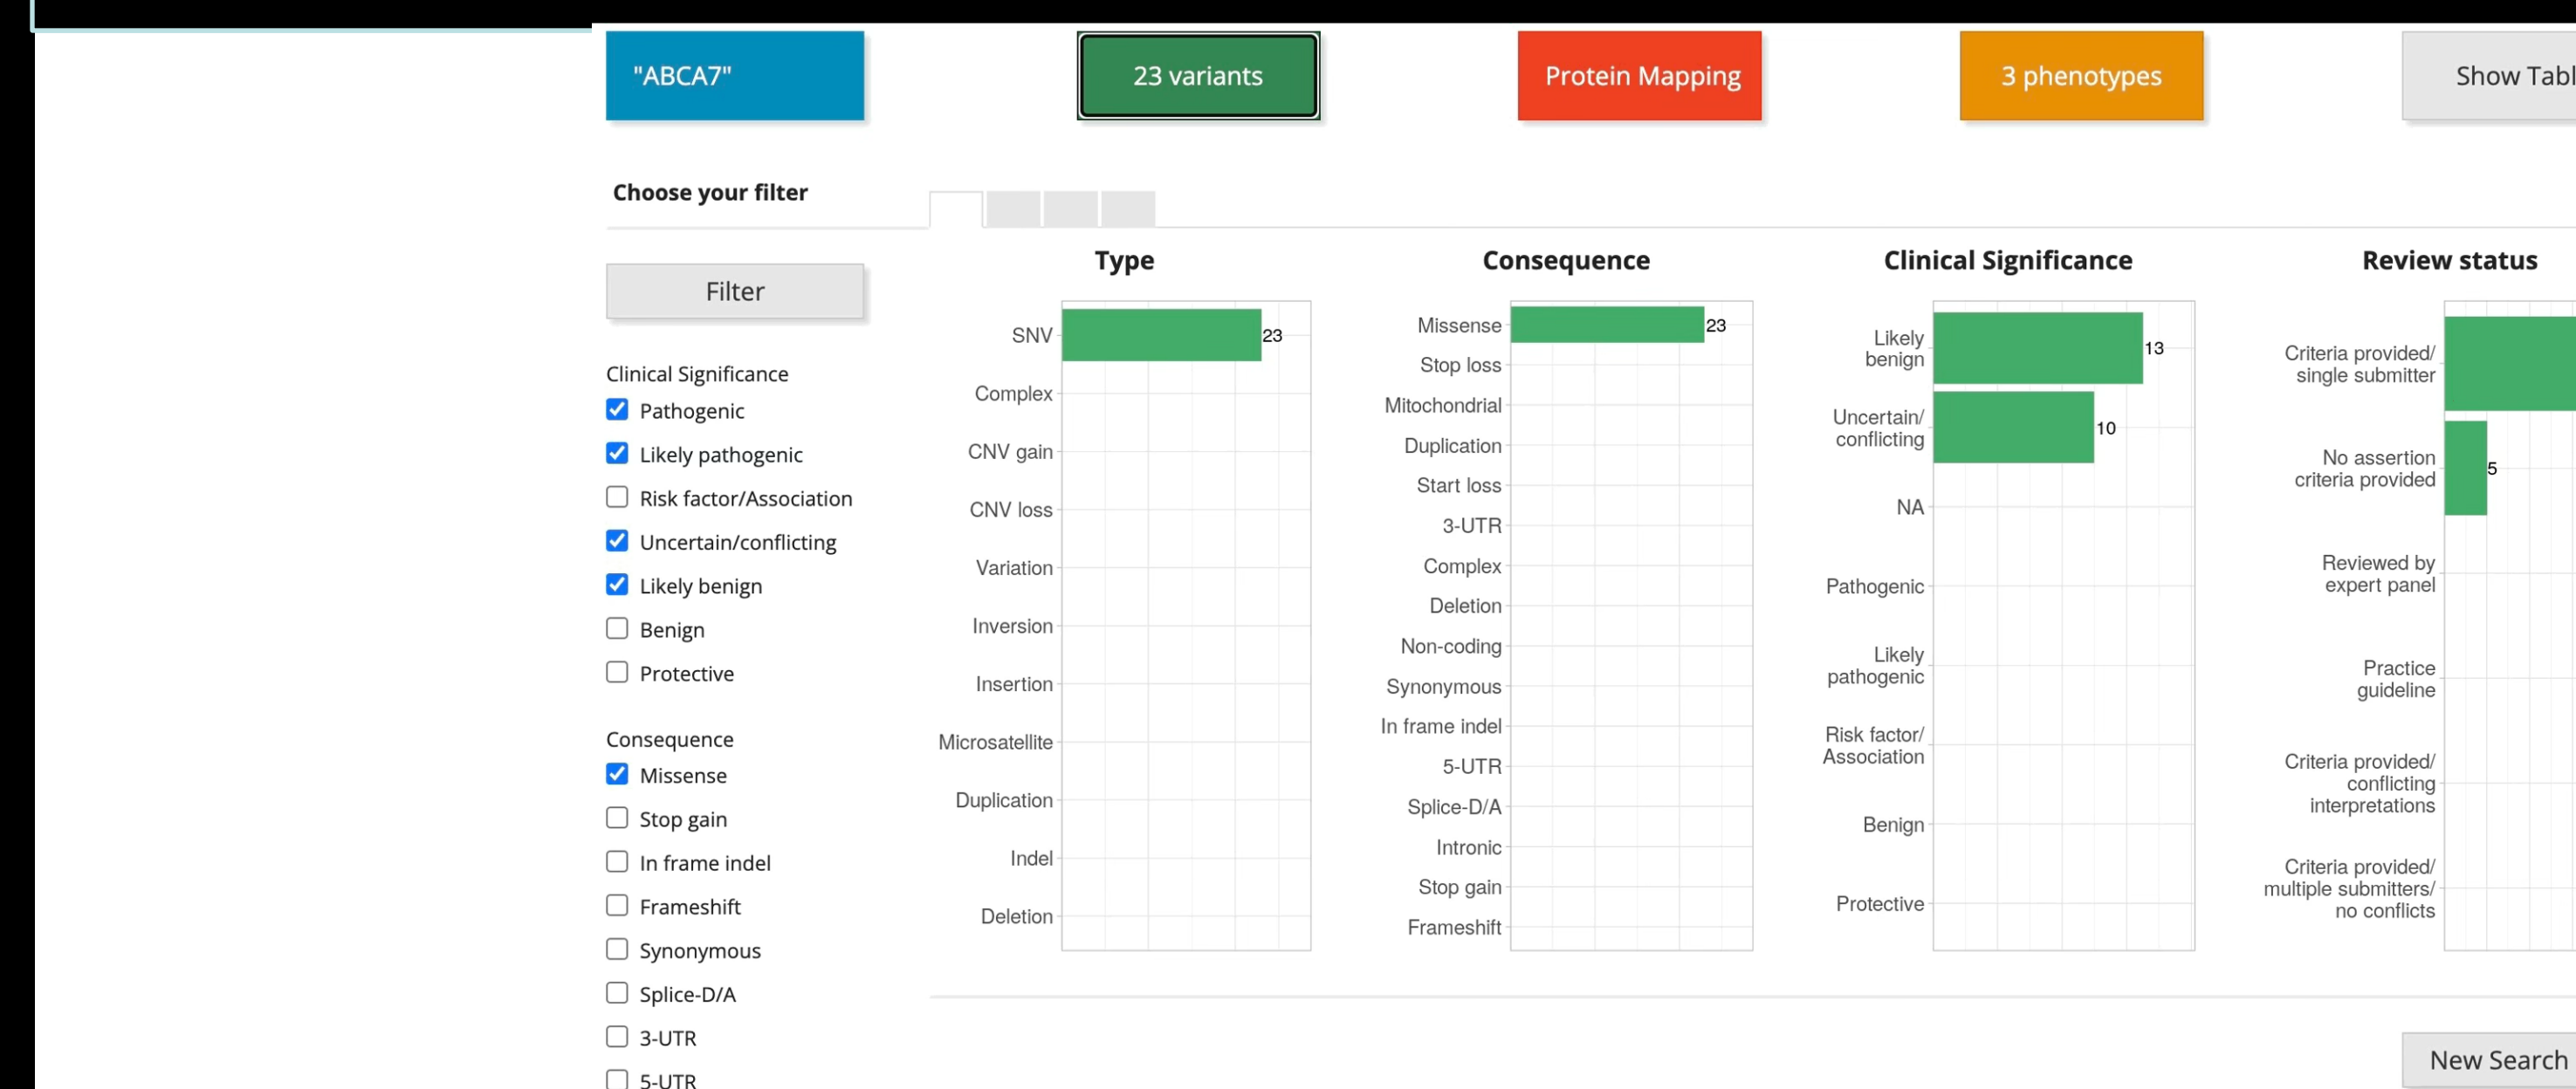 "ABCA7"
23 variants
Protein Mapping
3 phenotypes
Show Tabl
Choose your filter
Filter
Clinical Significance
Pathogenic
Likely pathogenic
Risk factor/Association
Uncertain/conflicting
Likely benign
Benign
Protective
Consequence
Missense
Stop gain
In frame indel
Frameshift
Synonymous
Splice-D/A
3-UTR
5-UTR
Type
SNV
23
Complex
CNV gain
CNV loss
Variation
Inversion
Insertion
Microsatellite
Duplication
Indel
Deletion
Consequence
Missense
23
Stop loss
Mitochondrial
Duplication
Start loss
3-UTR
Complex
Deletion
Non-coding
Synonymous
In frame indel
5-UTR
Splice-D/A
Intronic
Stop gain
Frameshift
Clinical Significance
Likely
benign
13
Uncertain/
conflicting
10
NA
Pathogenic
Likely
pathogenic
Risk factor/
Association
Benign
Protective
Review status
Criteria provided/
single submitter
No assertion
criteria provided
5
Reviewed by
expert panel
Practice
guideline
Criteria provided/
conflicting
interpretations
Criteria provided/
multiple submitters/
no conflicts
New Search